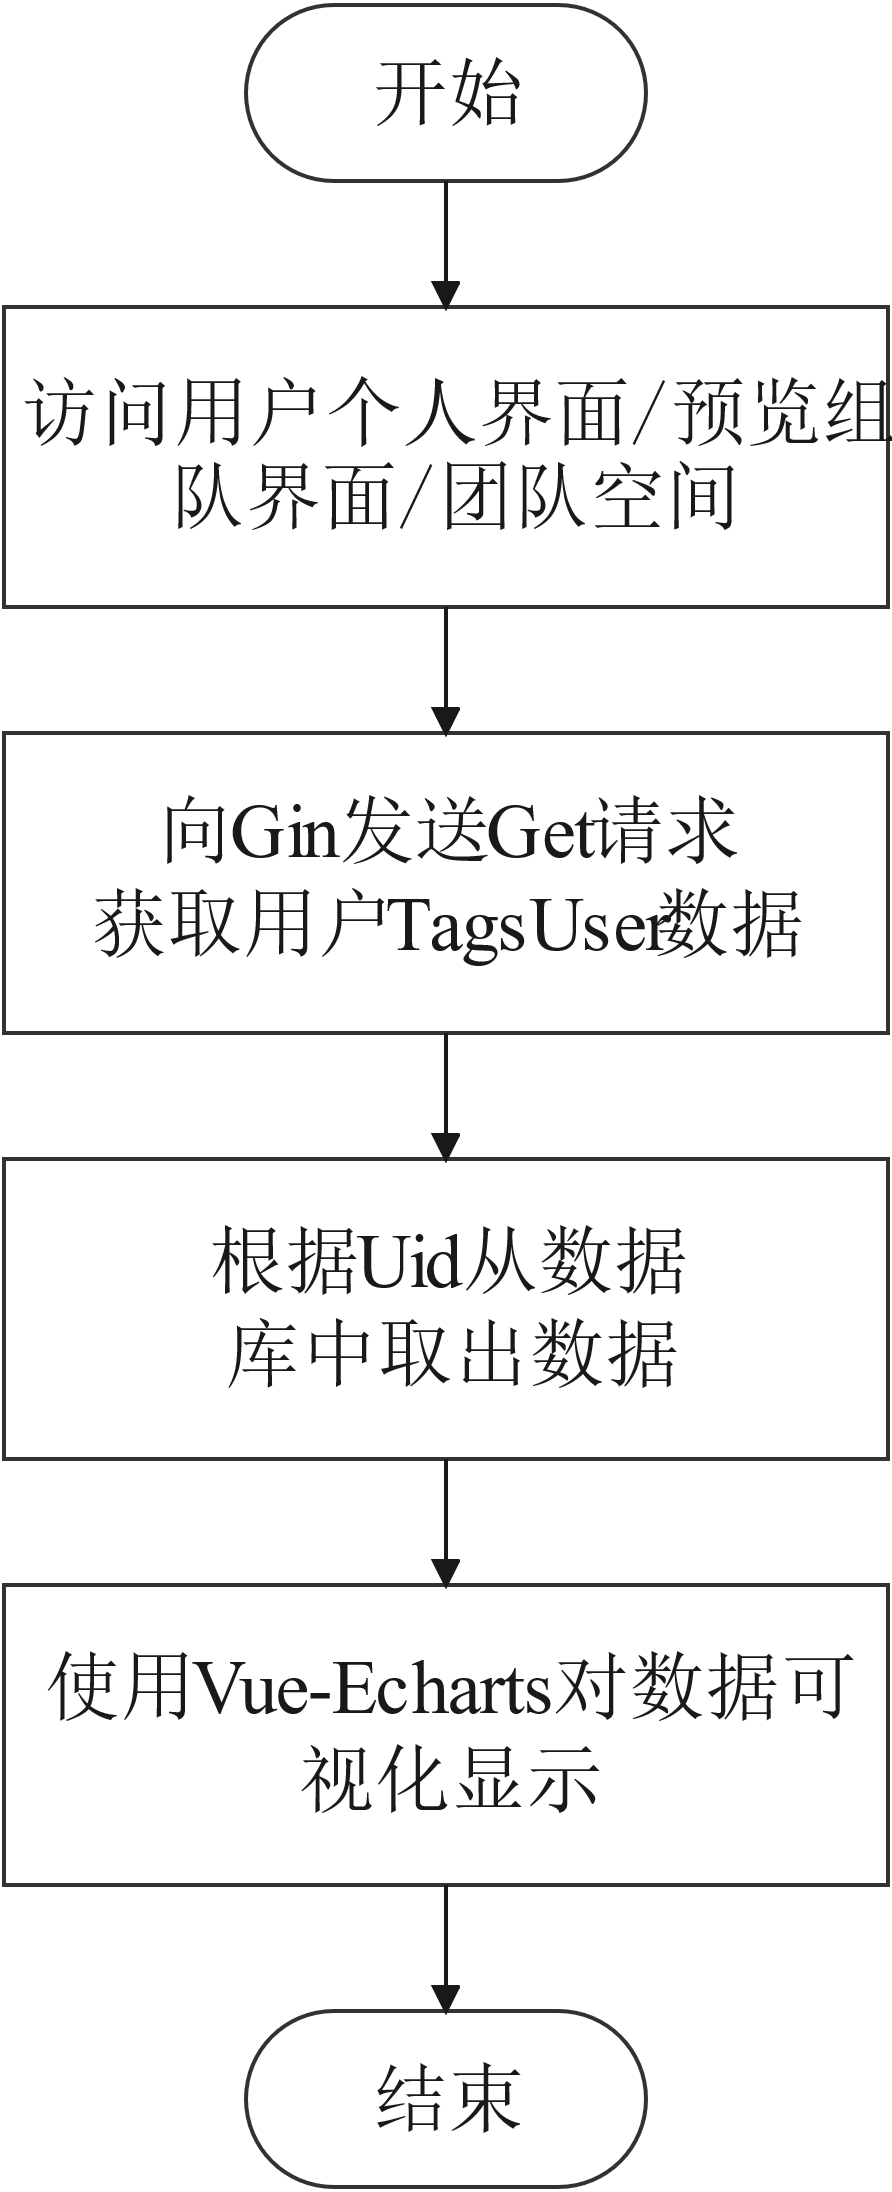 开始
访问用户个人界面/预览组
队界面/团队空间
向Gin发送Get请求
获取用户TagsUser数据
根据Uid从数据
库中取出数据
使用Vue-Echarts对数据可
视化显示
结束